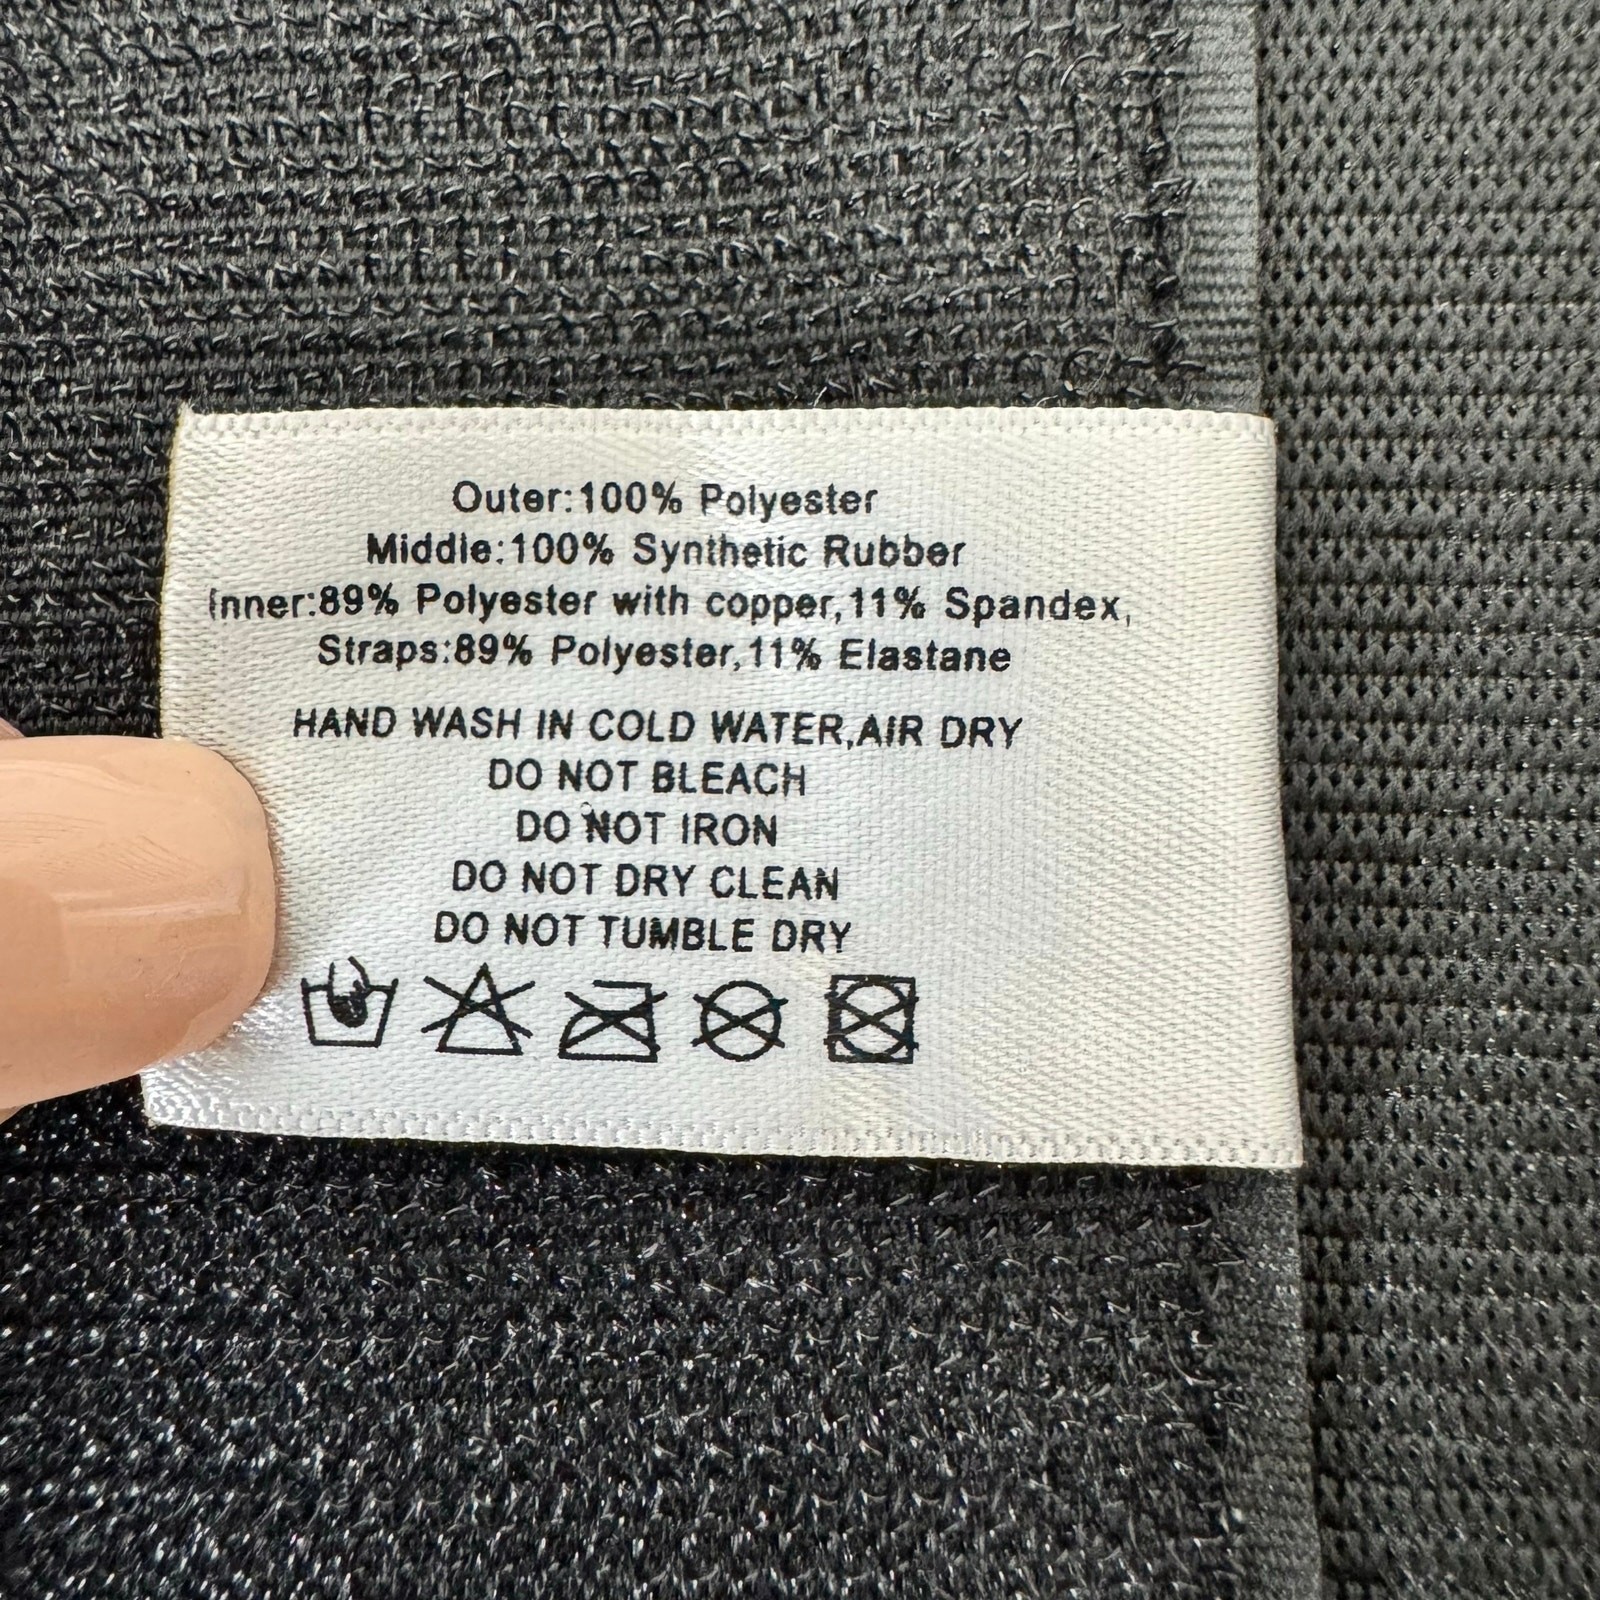 Outer:100% Polyester
Middle:100% Synthetic Rubber
Inner:89% Polyester with copper,11% Spandex,
Straps:89% Polyester,11% Elastane
HAND WASH IN COLD WATER,AIR DRY
DO NOT BLEACH
DO NOT IRON
DO NOT DRY CLEAN
DO NOT TUMBLE DRY